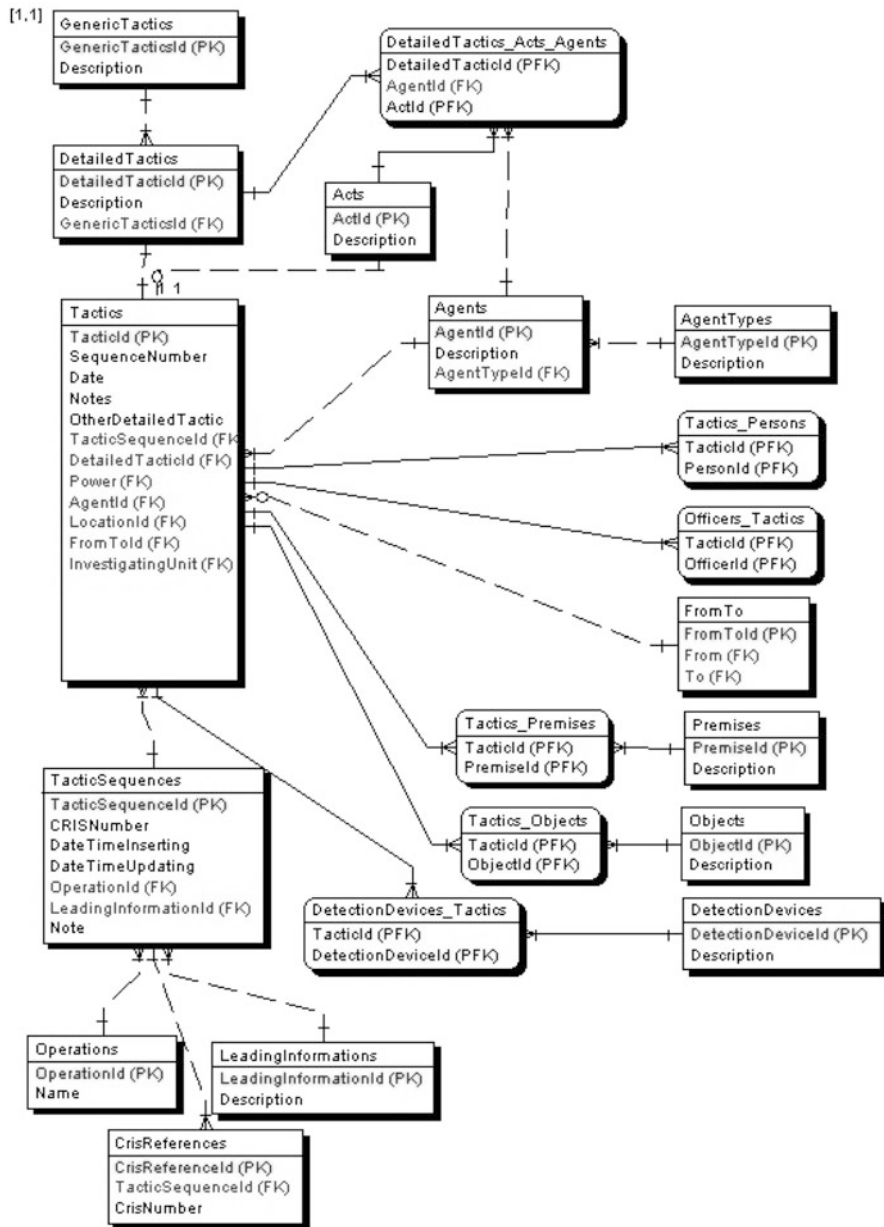 [1,1]
GenericTactics
GenericTacticsId (PK)
Description
DetailedTactics_Acts_Agents
DetailedTacticId (PFK)
AgentId (FK)
ActId (PFK)
DetailedTactics
DetailedTacticId (PK)
Description
GenericTacticsId (FK)
Acts
ActId (PK)
Description
1 1
Tactics
TacticId (PK)
SequenceNumber
Date
Notes
OtherDetailedTactic
TacticSequenceId (FK
DetailedTacticId (FK)
Power (FK)
AgentId (FK)
LocationId (FK)
FromToId (FK)
InvestigatingUnit (FK)
Agents
AgentId (PK)
Description
AgentTypeId (FK)
AgentTypes
AgentTypeId (PK)
Description
Tactics_Persons
TacticId (PFK)
PersonId (PFK)
Officers_Tactics
TacticId (PFK)
OfficerId (PFK)
FromTo
FromToId (PK)
From (FK)
To (FK)
Tactics_Premises
TacticId (PFK)
PremiseId (PFK)
Premises
PremiseId (PK)
Description
TacticSequences
TacticSequenceId (PK)
CRISNumber
DateTimeInserting
DateTimeUpdating
OperationId (FK)
LeadingInformationId (FK)
Note
Tactics_Objects
TacticId (PFK)
ObjectId (PFK)
Objects
ObjectId (PK)
Description
DetectionDevices_Tactics
TacticId (PFK)
DetectionDeviceId (PFK)
DetectionDevices
DetectionDeviceId (PK)
Description
Operations
OperationId (PK)
Name
LeadingInformations
LeadingInformationId (PK)
Description
CrisReferences
CrisReferenceId (PK)
TacticSequenceId (FK)
CrisNumber